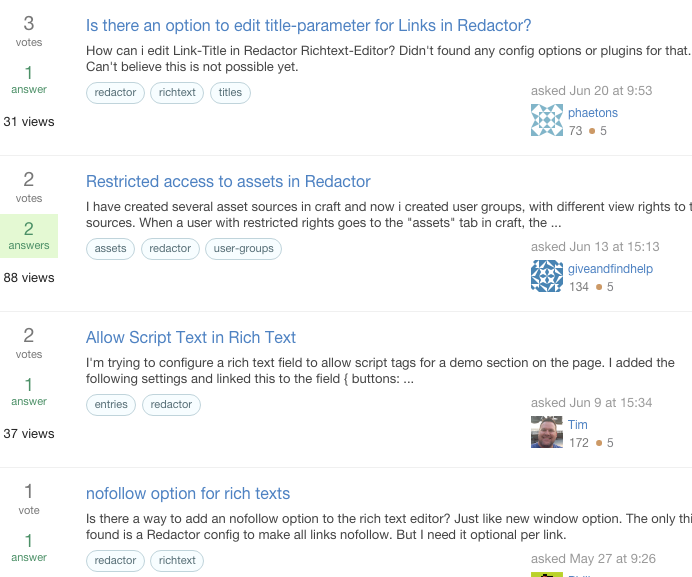 3
votes
1
answer
31 views
Is there an option to edit title-parameter for Links in Redactor?
How can i edit Link-Title in Redactor Richtext-Editor? Didn't found any config options or plugins for that.
Can't believe this is not possible yet.
redactor richtext titles
asked Jun 20 at 9:53
phaetons
73 5
2
votes
2
answers
88 views
Restricted access to assets in Redactor
I have created several asset sources in craft and now i created user groups, with different view rights to t
sources. When a user with restricted rights goes to the "assets" tab in craft, the ...
assets redactor user-groups
asked Jun 13 at 15:13
giveandfindhelp
134 5
2
votes
1
answer
37 views
Allow Script Text in Rich Text
I'm trying to configure a rich text field to allow script tags for a demo section on the page. I added the
following settings and linked this to the field { buttons: ...
entries redactor
asked Jun 9 at 15:34
Tim
172 5
1
vote
1
answer
nofollow option for rich texts
Is there a way to add an nofollow option to the rich text editor? Just like new window option. The only thi
found is a Redactor config to make all links nofollow. But I need it optional per link.
redactor richtext
asked May 27 at 9:26